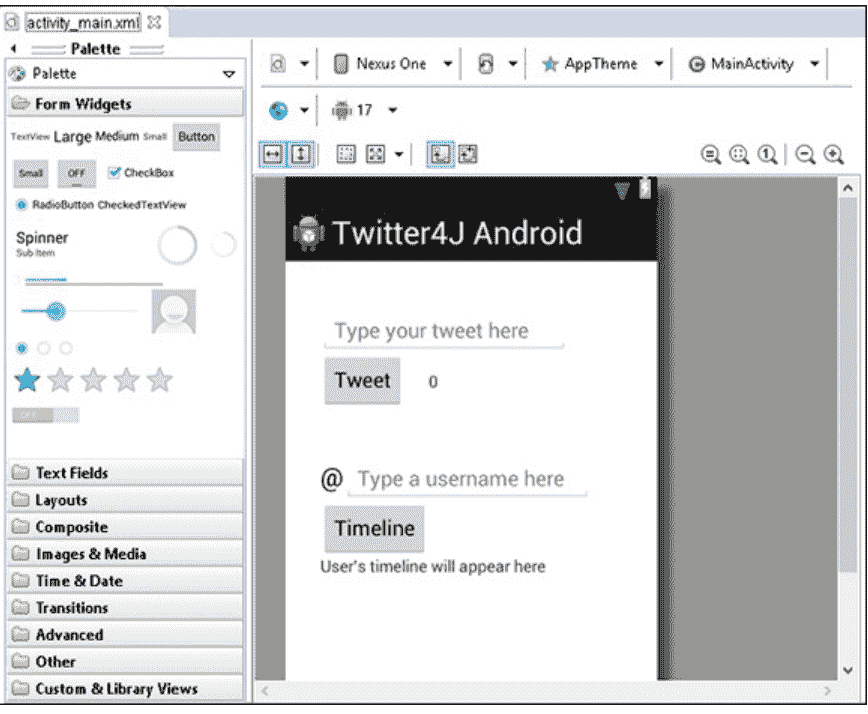 activity_main.xml
Palette
Palette
Form Widgets
TextView Large Medium Small Button
Small OFF CheckBox
RadioButton CheckedTextView
Spinner
Sub Item
OFF
Text Fields
Layouts
Composite
Images & Media
Time & Date
Transitions
Advanced
Other
Custom & Library Views
Nexus One AppTheme MainActivity
17
1
Twitter4J Android
Type your tweet here
Tweet 0
@ Type a username here
Timeline
User's timeline will appear here